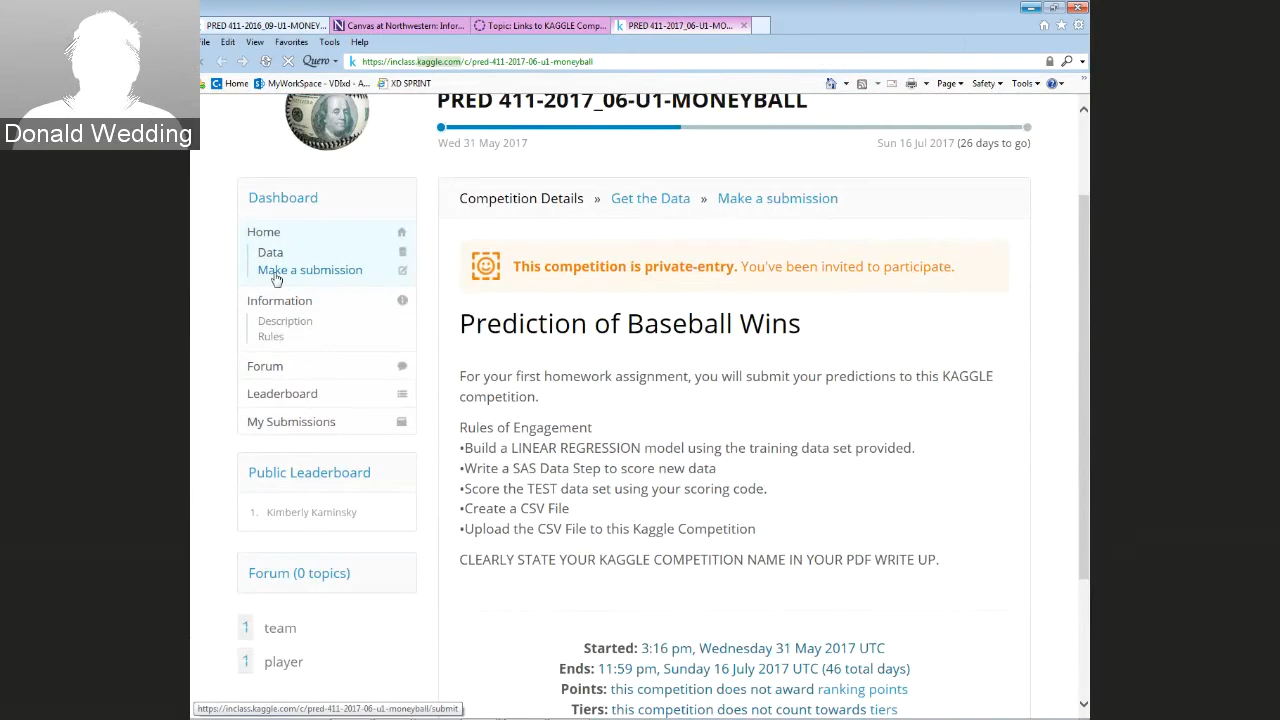 PRED 411-2016_09-U1-MONEY...
Canvas at Northwestern: Infor...
Topic: Links to KAGGLE Comp...
PRED 411-2017_06-U1-MO...
File Edit View Favorites Tools Help
Quero
https://inclass.kaggle.com/c/pred-411-2017-06-u1-moneyball
Home MyWorkSpace - VDIxd - A... XD SPRINT
Page Safety Tools
Donald Wedding
PRED 411-2017_06-U1-MONEYBALL
Wed 31 May 2017
Sun 16 Jul 2017 (26 days to go)
Dashboard
Home
Data
Make a submission
Information
Description
Rules
Forum
Leaderboard
My Submissions
Public Leaderboard
1. Kimberly Kaminsky
Forum (0 topics)
1 team
1 player
Competition Details » Get the Data » Make a submission
This competition is private-entry. You've been invited to participate.
Prediction of Baseball Wins
For your first homework assignment, you will submit your predictions to this KAGGLE
competition.
Rules of Engagement
•Build a LINEAR REGRESSION model using the training data set provided.
•Write a SAS Data Step to score new data
•Score the TEST data set using your scoring code.
•Create a CSV File
•Upload the CSV File to this Kaggle Competition
CLEARLY STATE YOUR KAGGLE COMPETITION NAME IN YOUR PDF WRITE UP.
Started: 3:16 pm, Wednesday 31 May 2017 UTC
Ends: 11:59 pm, Sunday 16 July 2017 UTC (46 total days)
Points: this competition does not award ranking points
Tiers: this competition does not count towards tiers
https://inclass.kaggle.com/c/pred-411-2017-06-u1-moneyball/submit